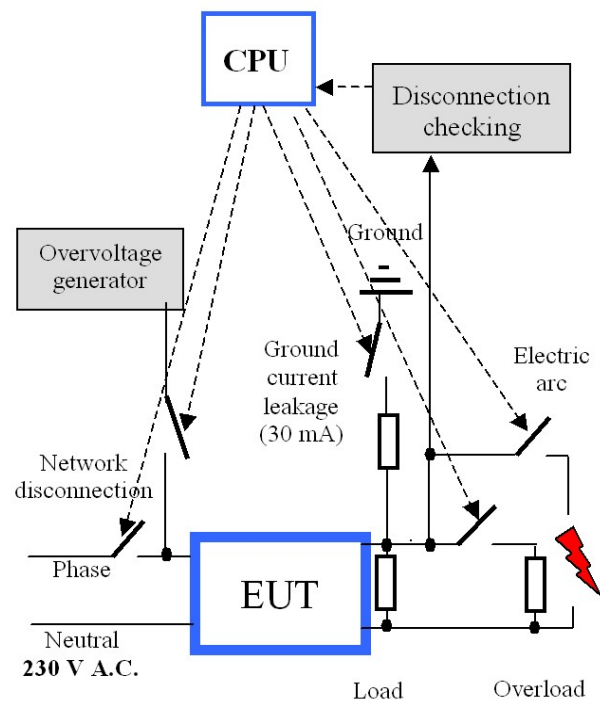 CPU
Disconnection
checking
Ground
Overvoltage
generator
Ground
current
leakage
(30 mA)
Electric
arc
Network
disconnection
Phase
EUT
Neutral
230 V A.C.
Load
Overload